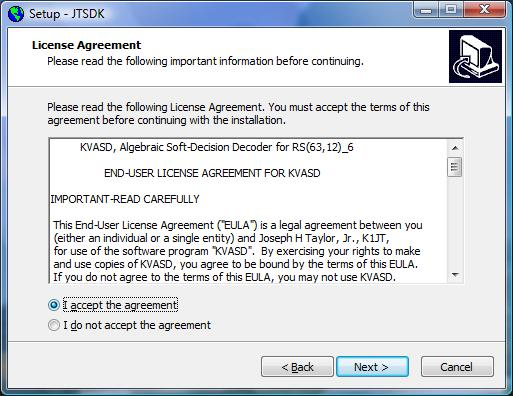 Setup - JTSDK
License Agreement
Please read the following important information before continuing.
Please read the following License Agreement. You must accept the terms of this
agreement before continuing with the installation.
KVASD, Algebraic Soft-Decision Decoder for RS(63,12)_6
END-USER LICENSE AGREEMENT FOR KVASD
IMPORTANT-READ CAREFULLY
This End-User License Agreement ("EULA") is a legal agreement between you
(either an individual or a single entity) and Joseph H Taylor, Jr., K1JT,
for use of the software program "KVASD". By exercising your rights to make
and use copies of KVASD, you agree to be bound by the terms of this EULA.
If you do not agree to the terms of this EULA, you may not use KVASD.
I accept the agreement
I do not accept the agreement
< Back
Next >
Cancel